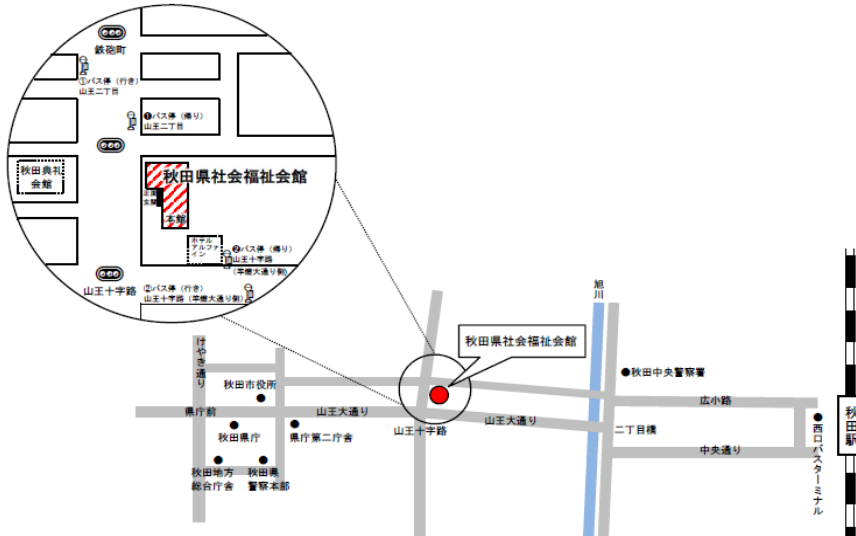 鉄砲町
①バス停（行き）
山王二丁目
❶バス停（帰り）
山王二丁目
秋田典礼
会館
秋田県社会福祉会館
正面
玄関
本館
ホテル
アルファ
イン
❷バス停（帰り）
山王十字路
（竿燈大通り側）
山王十字路
②バス停（行き）
山王十字路（竿燈大通り側）
旭川
秋田県社会福祉会館
けやき通り
秋田市役所
●秋田中央警察署
広小路
県庁前
山王大通り
山王大通り
秋田県庁
県庁第二庁舎
山王十字路
二丁目橋
中央通り
秋田地方
総合庁舎
秋田県
警察本部
●西口バスターミナル
秋田駅